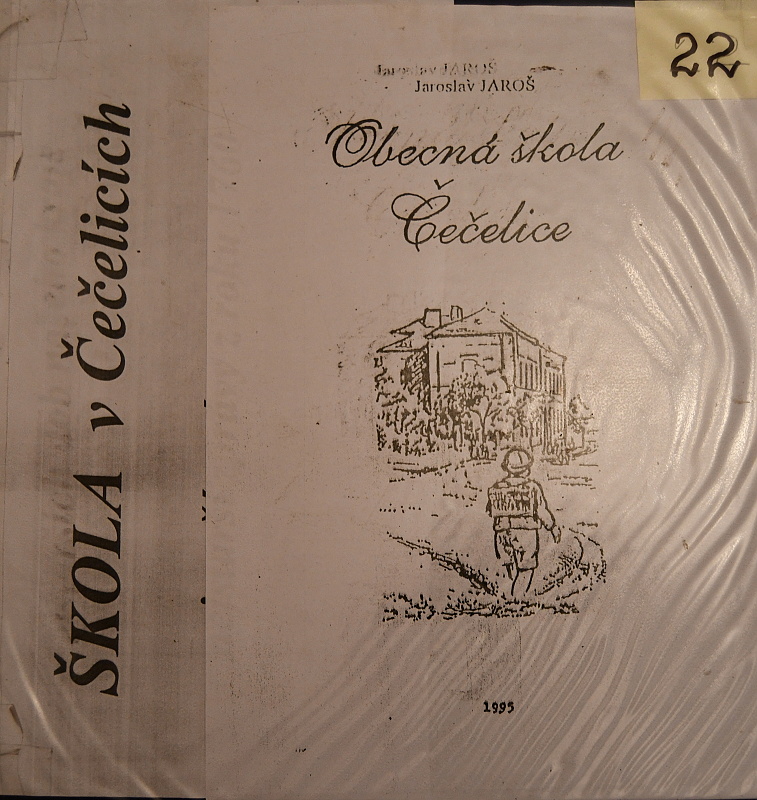 ŠKOLA v Čečelicích
22
Jaroslav JAROŠ
Jaroslav JAROŠ
Obecná škola
Čečelice
1995